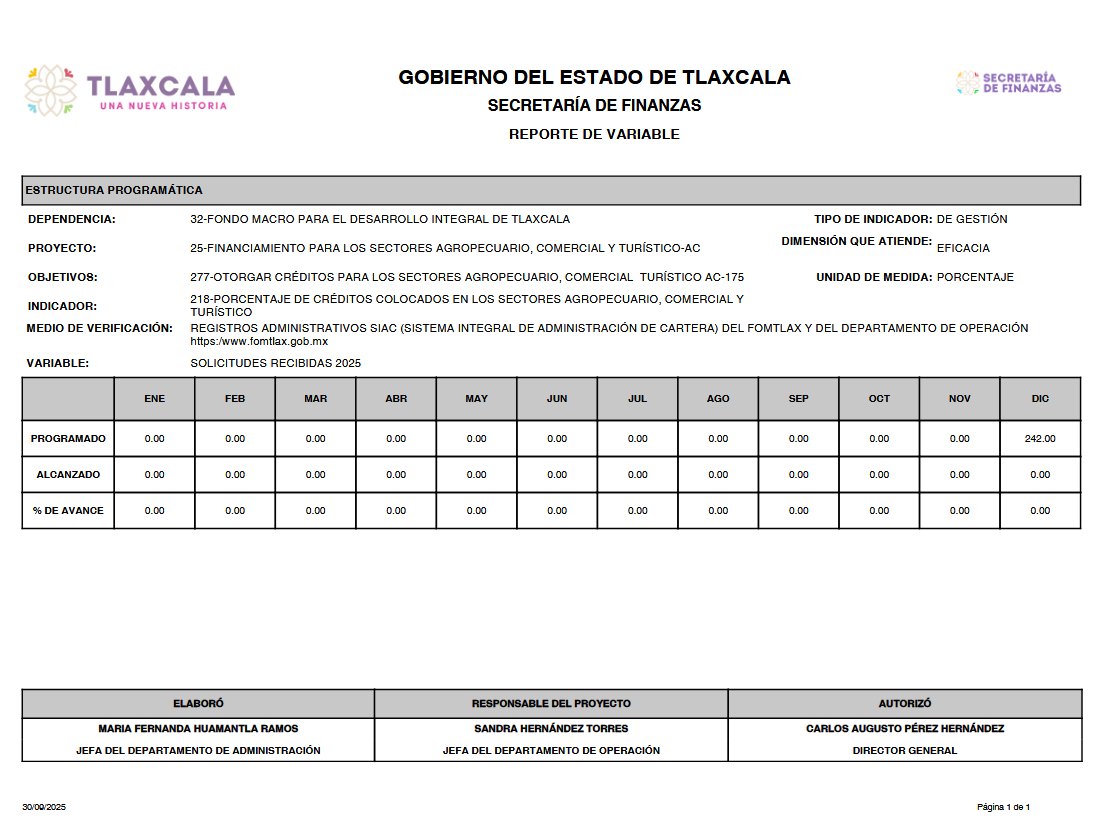 TLAXCALA
UNA NUEVA HISTORIA
GOBIERNO DEL ESTADO DE TLAXCALA
SECRETARÍA DE FINANZAS
REPORTE DE VARIABLE
SECRETARÍA
DE FINANZAS
ESTRUCTURA PROGRAMÁTICA
DEPENDENCIA: 32-FONDO MACRO PARA EL DESARROLLO INTEGRAL DE TLAXCALA TIPO DE INDICADOR: DE GESTIÓN
PROYECTO: 25-FINANCIAMIENTO PARA LOS SECTORES AGROPECUARIO, COMERCIAL Y TURÍSTICO-AC DIMENSIÓN QUE ATIENDE: EFICACIA
OBJETIVOS: 277-OTORGAR CRÉDITOS PARA LOS SECTORES AGROPECUARIO, COMERCIAL TURÍSTICO AC-175 UNIDAD DE MEDIDA: PORCENTAJE
INDICADOR: 218-PORCENTAJE DE CRÉDITOS COLOCADOS EN LOS SECTORES AGROPECUARIO, COMERCIAL Y
TURÍSTICO
MEDIO DE VERIFICACIÓN: REGISTROS ADMINISTRATIVOS SIAC (SISTEMA INTEGRAL DE ADMINISTRACIÓN DE CARTERA) DEL FOMTLAX Y DEL DEPARTAMENTO DE OPERACIÓN
https:/www.fomtlax.gob.mx
VARIABLE: SOLICITUDES RECIBIDAS 2025
ENE FEB MAR ABR MAY JUN JUL AGO SEP OCT NOV DIC
PROGRAMADO 0.00 0.00 0.00 0.00 0.00 0.00 0.00 0.00 0.00 0.00 0.00 242.00
ALCANZADO 0.00 0.00 0.00 0.00 0.00 0.00 0.00 0.00 0.00 0.00 0.00 0.00
% DE AVANCE 0.00 0.00 0.00 0.00 0.00 0.00 0.00 0.00 0.00 0.00 0.00 0.00
ELABORÓ RESPONSABLE DEL PROYECTO AUTORIZÓ
MARIA FERNANDA HUAMANTLA RAMOS SANDRA HERNÁNDEZ TORRES CARLOS AUGUSTO PÉREZ HERNÁNDEZ
JEFA DEL DEPARTAMENTO DE ADMINISTRACIÓN JEFA DEL DEPARTAMENTO DE OPERACIÓN DIRECTOR GENERAL
30/09/2025 Página 1 de 1